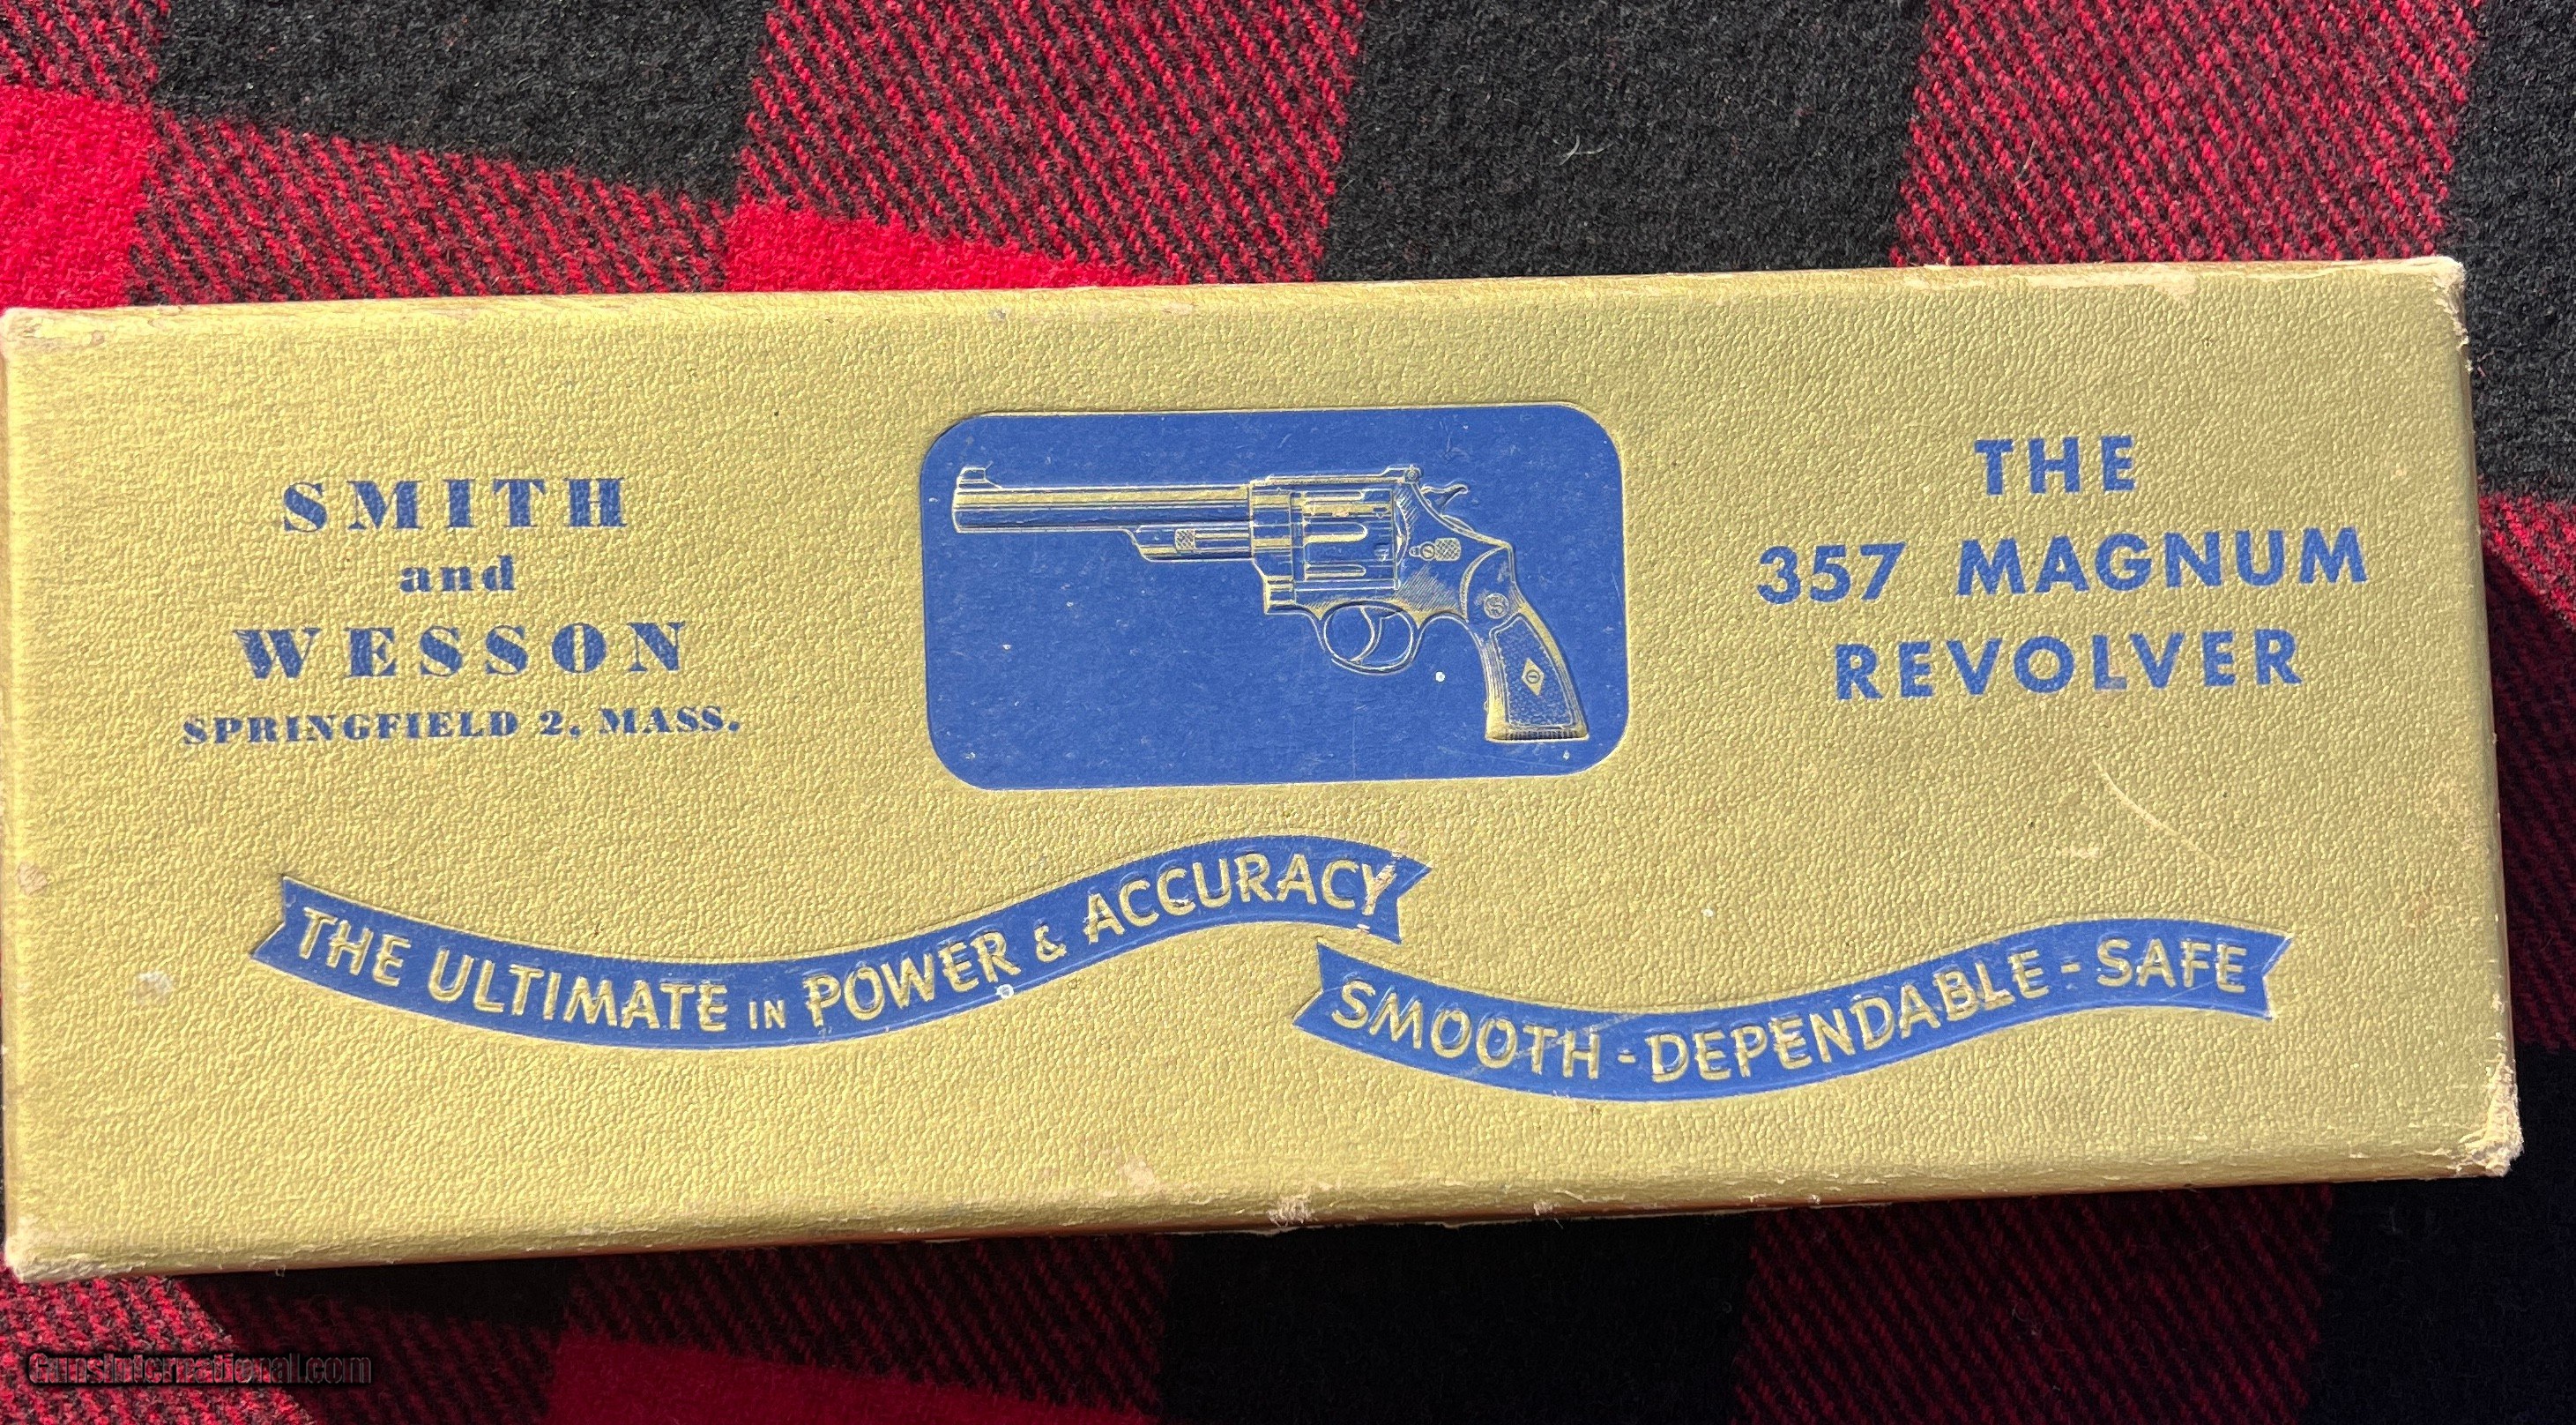 SMITH
and
WESSON
SPRINGFIELD 2, MASS.
THE
357 MAGNUM
REVOLVER
THE ULTIMATE IN POWER & ACCURACY
SMOOTH - DEPENDABLE - SAFE
GunsInternational.com